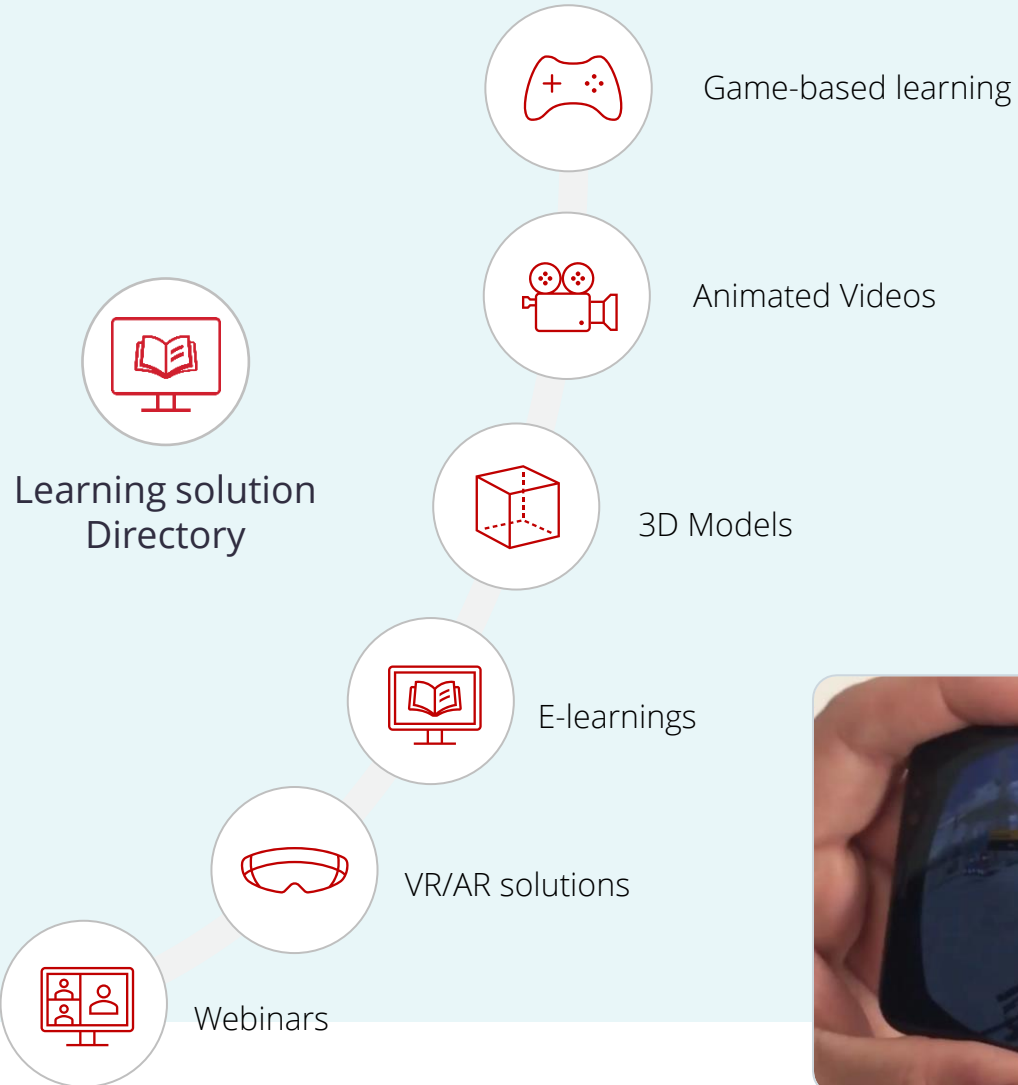 Game-based learning
Animated Videos
Learning solution
Directory
3D Models
E-learnings
VR/AR solutions
Webinars